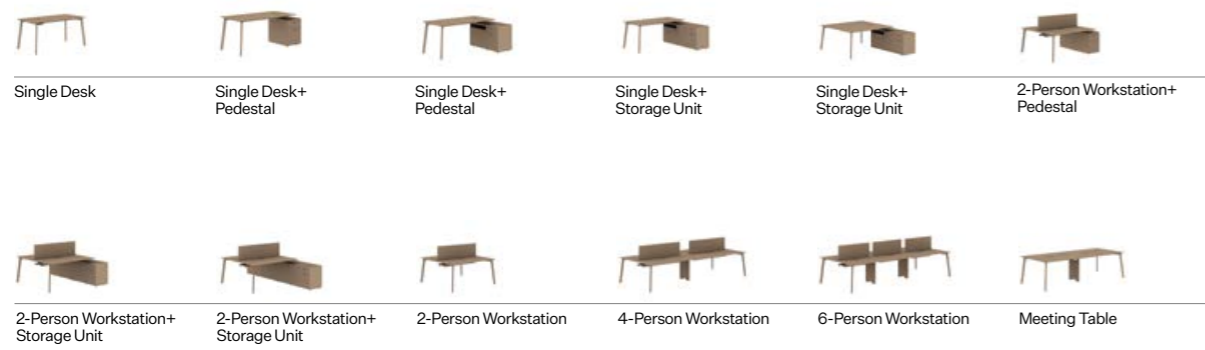 Single Desk
Single Desk+
Pedestal
Single Desk+
Pedestal
Single Desk+
Storage Unit
Single Desk+
Storage Unit
2-Person Workstation+
Pedestal
2-Person Workstation+
Storage Unit
2-Person Workstation+
Storage Unit
2-Person Workstation
4-Person Workstation
6-Person Workstation
Meeting Table